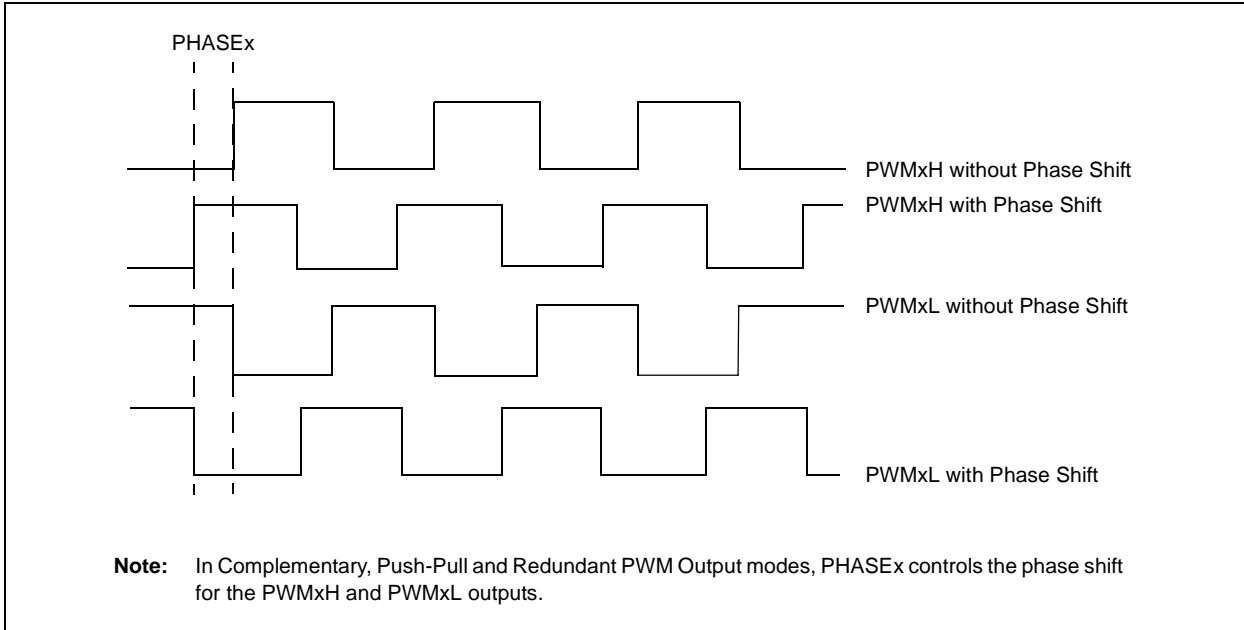 PHASEx
PWMxH without Phase Shift
PWMxH with Phase Shift
PWMxL without Phase Shift
PWMxL with Phase Shift
Note: In Complementary, Push-Pull and Redundant PWM Output modes, PHASEx controls the phase shift
for the PWMxH and PWMxL outputs.